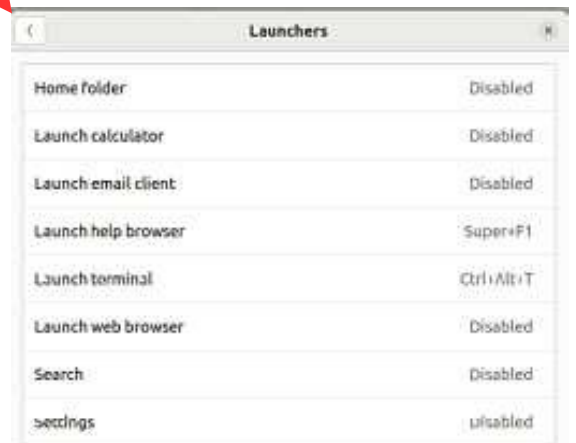 Launchers
Home folder Disabled
Launch calculator Disabled
Launch email client Disabled
Launch help browser Super+F1
Launch terminal Ctrl+Alt+T
Launch web browser Disabled
Search Disabled
Settings Disabled